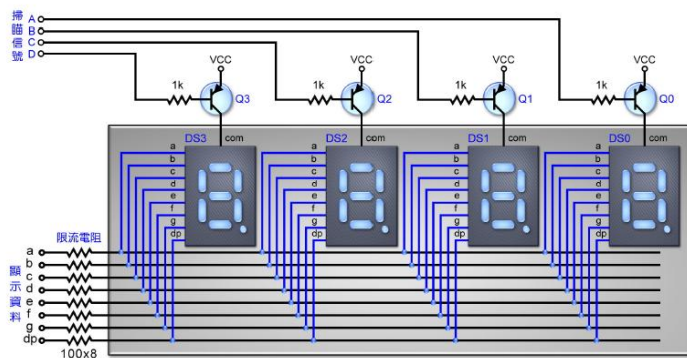 掃瞄信號
A
B
C
D
VCC
VCC
VCC
VCC
1k
1k
1k
1k
Q3
Q2
Q1
Q0
DS3
com
DS2
com
DS1
com
DS0
com
a
b
c
d
e
f
g
dp
a
b
c
d
e
f
g
dp
a
b
c
d
e
f
g
dp
a
b
c
d
e
f
g
dp
限流電阻
顯示資料
a
b
c
d
e
f
g
dp
100x8